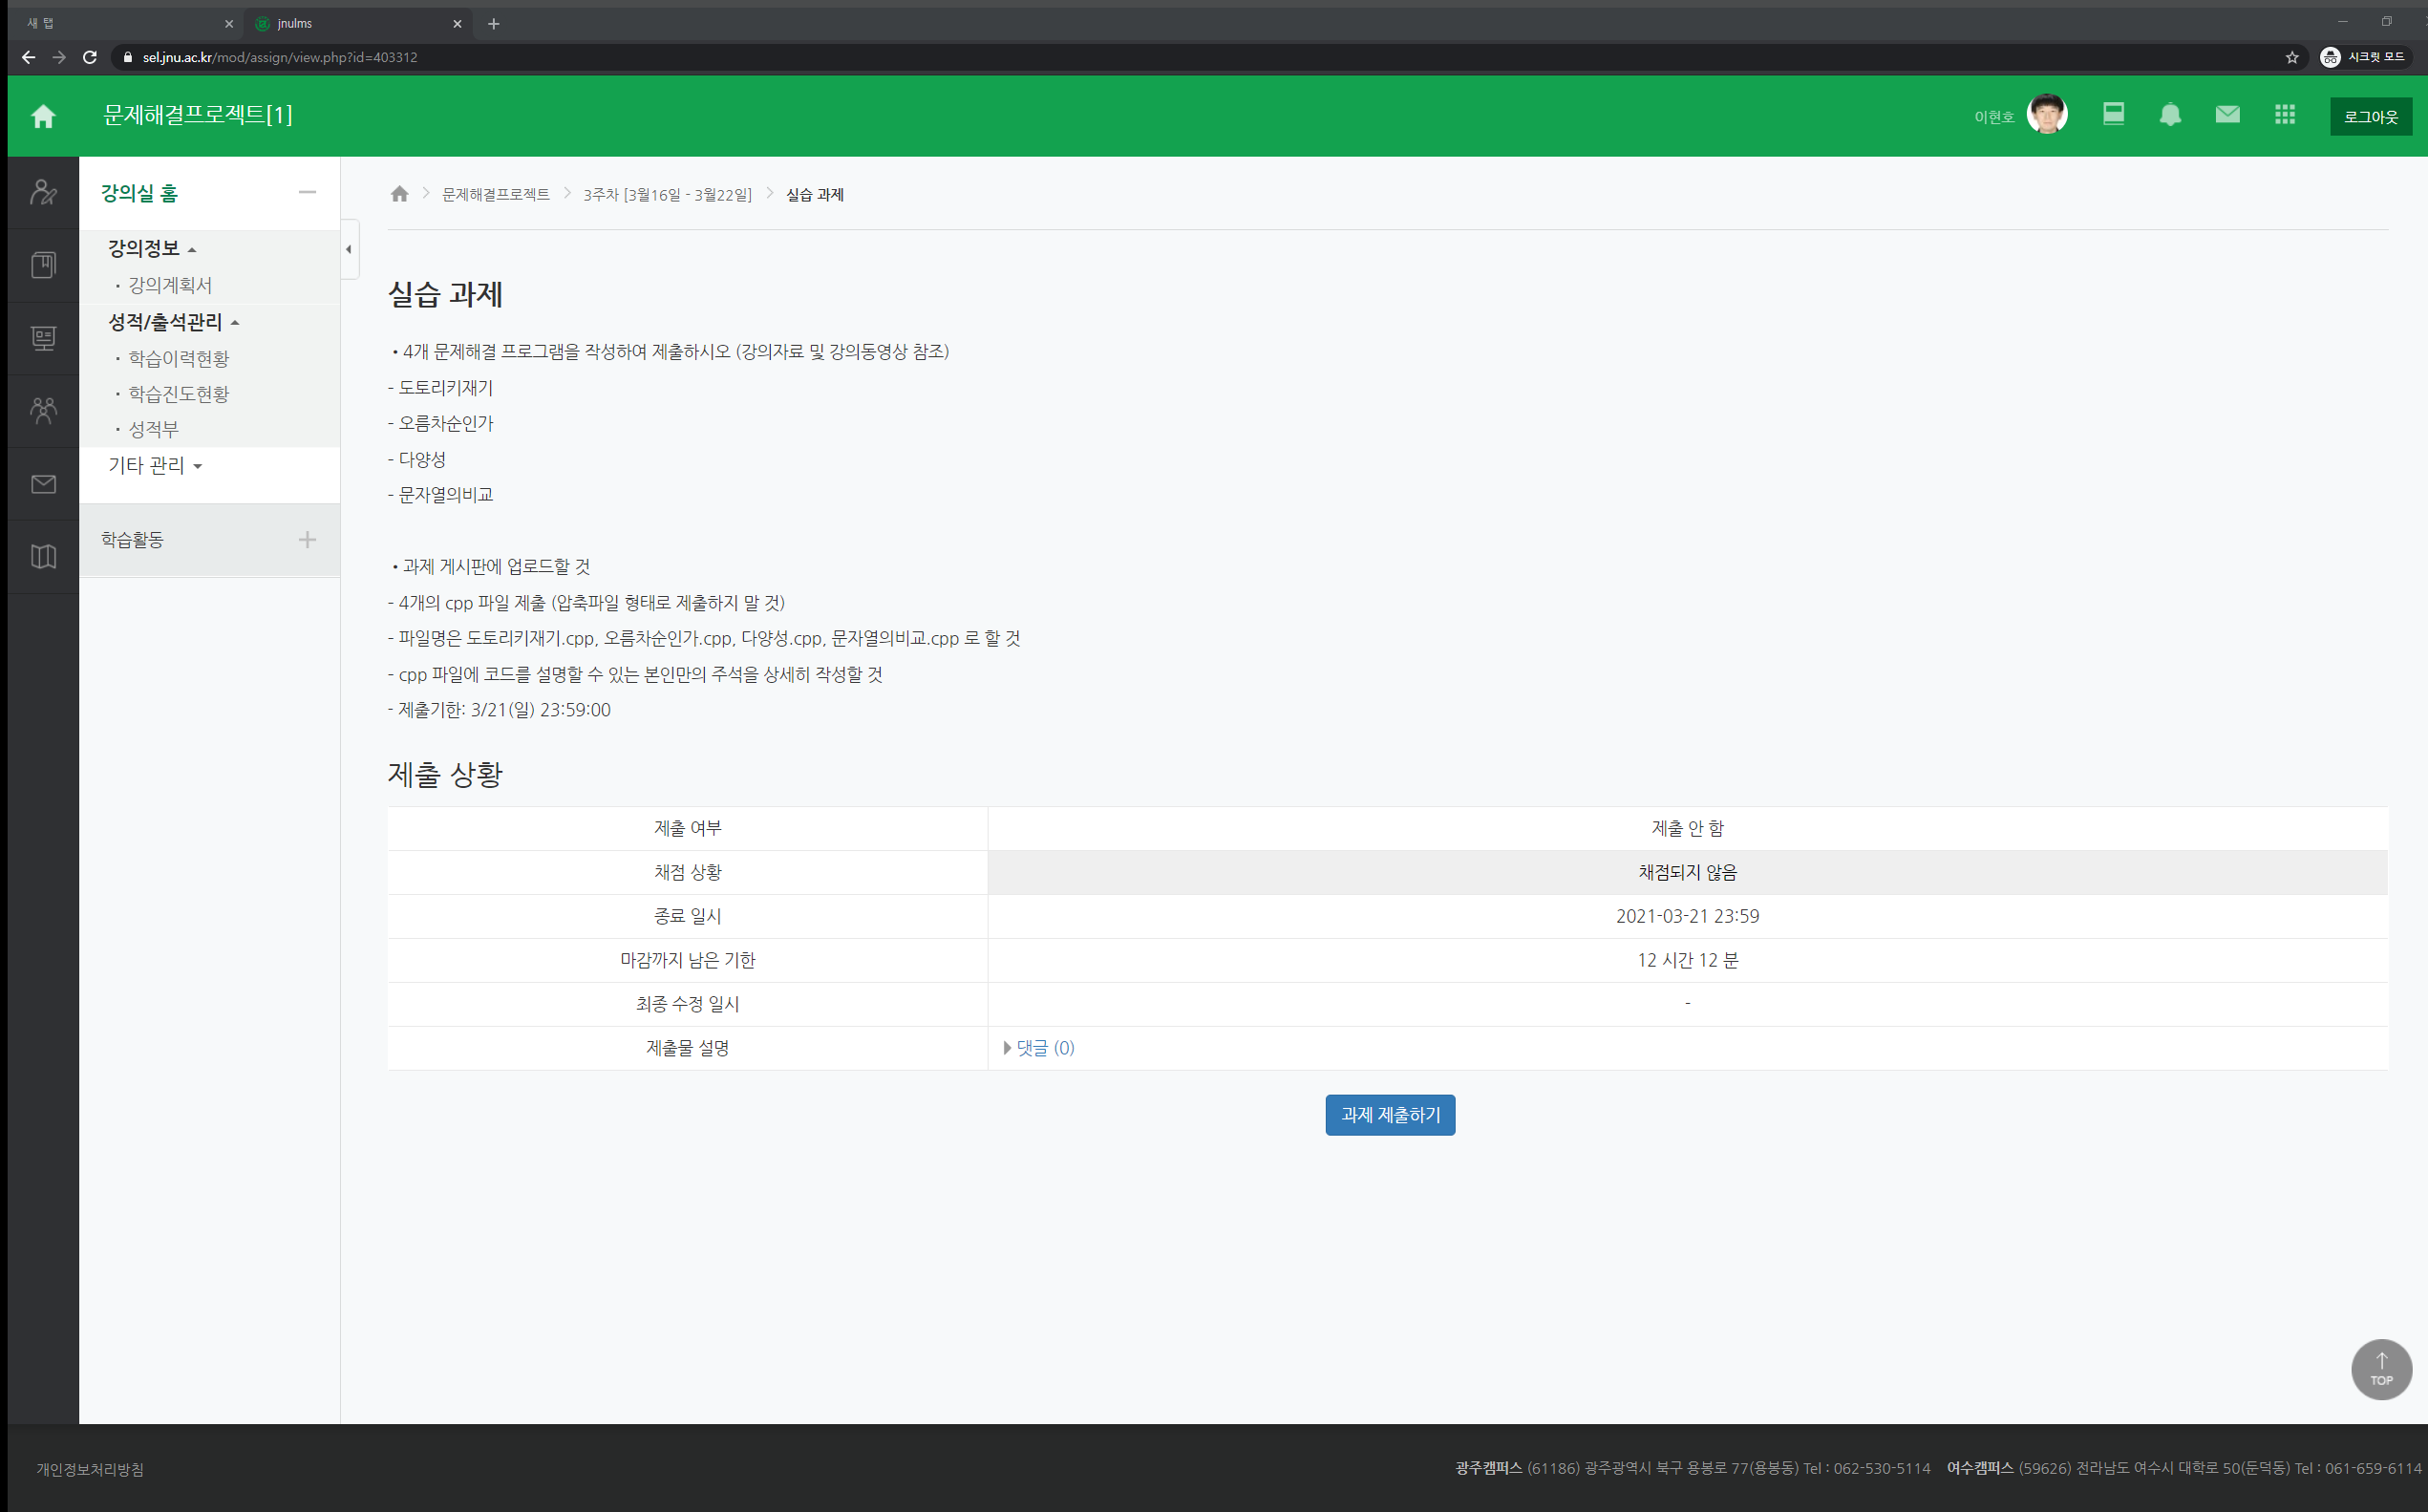 새 탭
jnulms
sel.jnu.ac.kr/mod/assign/view.php?id=403312
시크릿 모드
문제해결프로젝트[1]
이현호
로그아웃
강의실 홈
강의정보
· 강의계획서
성적/출석관리
· 학습이력현황
· 학습진도현황
· 성적부
기타 관리
학습활동
문제해결프로젝트 > 3주차 [3월16일 - 3월22일] > 실습 과제
실습 과제
• 4개 문제해결 프로그램을 작성하여 제출하시오 (강의자료 및 강의동영상 참조)
- 도토리키재기
- 오름차순인가
- 다양성
- 문자열의비교
• 과제 게시판에 업로드할 것
- 4개의 cpp 파일 제출 (압축파일 형태로 제출하지 말 것)
- 파일명은 도토리키재기.cpp, 오름차순인가.cpp, 다양성.cpp, 문자열의비교.cpp 로 할 것
- cpp 파일에 코드를 설명할 수 있는 본인만의 주석을 상세히 작성할 것
- 제출기한: 3/21(일) 23:59:00
제출 상황
제출 여부 제출 안 함
채점 상황 채점되지 않음
종료 일시 2021-03-21 23:59
마감까지 남은 기한 12 시간 12 분
최종 수정 일시 -
제출물 설명 댓글 (0)
과제 제출하기
TOP
개인정보처리방침
광주캠퍼스 (61186) 광주광역시 북구 용봉로 77(용봉동) Tel : 062-530-5114 여수캠퍼스 (59626) 전라남도 여수시 대학로 50(둔덕동) Tel : 061-659-6114